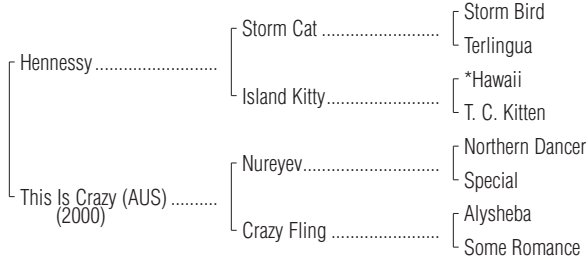 Storm Bird
Storm Cat ........................
Terlingua
Hennessy..........................
*Hawaii
Island Kitty........................
T. C. Kitten
Northern Dancer
Nureyev.............................
Special
This Is Crazy (AUS) ..........
(2000)
Alysheba
Crazy Fling .......................
Some Romance